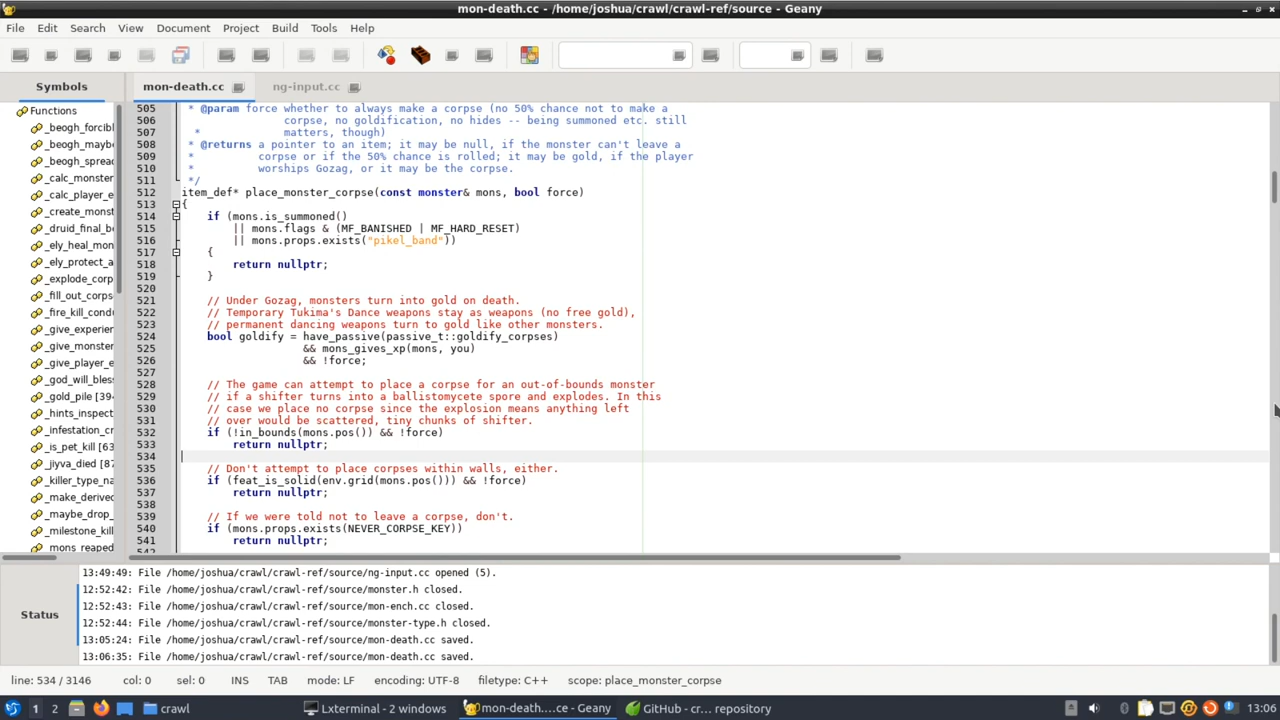 mon-death.cc - /home/joshua/crawl/crawl-ref/source - Geany
File Edit Search View Document Project Build Tools Help
Symbols mon-death.cc ng-input.cc
Functions
_beogh_forcibl
_beogh_maybe
_beogh_sprea
_calc_monster
_calc_player_e
_create_monst
_druid_final_b
_ely_heal_mon
_ely_protect_a
_explode_corp
_fill_out_corps
_fire_kill_cond
_give_experien
_give_monster
_give_player_e
_god_will_bles
_gold_pile [394
_hints_inspect
_infestation_cr
_is_pet_kill [63
_jiyva_died [87
_killer_type_na
_make_derived
_maybe_drop_
_milestone_kill
_mons_reaped
505 * @param force whether to always make a corpse (no 50% chance not to make a
506 corpse, no goldification, no hides -- being summoned etc. still
507 * matters, though)
508 * @returns a pointer to an item; it may be null, if the monster can't leave a
509 * corpse or if the 50% chance is rolled; it may be gold, if the player
510 * worships Gozag, or it may be the corpse.
511 */
512 item_def* place_monster_corpse(const monster& mons, bool force)
513 {
514 if (mons.is_summoned()
515 || mons.flags & (MF_BANISHED | MF_HARD_RESET)
516 || mons.props.exists("pikel_band"))
517 {
518 return nullptr;
519 }
520
521 // Under Gozag, monsters turn into gold on death.
522 // Temporary Tukima's Dance weapons stay as weapons (no free gold),
523 // permanent dancing weapons turn to gold like other monsters.
524 bool goldify = have_passive(passive_t::goldify_corpses)
525 && mons_gives_xp(mons, you)
526 && !force;
527
528 // The game can attempt to place a corpse for an out-of-bounds monster
529 // if a shifter turns into a ballistomycete spore and explodes. In this
530 // case we place no corpse since the explosion means anything left
531 // over would be scattered, tiny chunks of shifter.
532 if (!in_bounds(mons.pos()) && !force)
533 return nullptr;
534
535 // Don't attempt to place corpses within walls, either.
536 if (feat_is_solid(env.grid(mons.pos())) && !force)
537 return nullptr;
538
539 // If we were told not to leave a corpse, don't.
540 if (mons.props.exists(NEVER_CORPSE_KEY))
541 return nullptr;
Status
13:49:49: File /home/joshua/crawl/crawl-ref/source/ng-input.cc opened (5).
12:52:42: File /home/joshua/crawl/crawl-ref/source/monster.h closed.
12:52:43: File /home/joshua/crawl/crawl-ref/source/mon-ench.cc closed.
12:52:44: File /home/joshua/crawl/crawl-ref/source/monster-type.h closed.
13:05:24: File /home/joshua/crawl/crawl-ref/source/mon-death.cc saved.
13:06:35: File /home/joshua/crawl/crawl-ref/source/mon-death.cc saved.
line: 534 / 3146 col: 0 sel: 0 INS TAB mode: LF encoding: UTF-8 filetype: C++ scope: place_monster_corpse
1 2 crawl Lxterminal - 2 windows mon-death.…ce - Geany GitHub - cr… repository 13:06